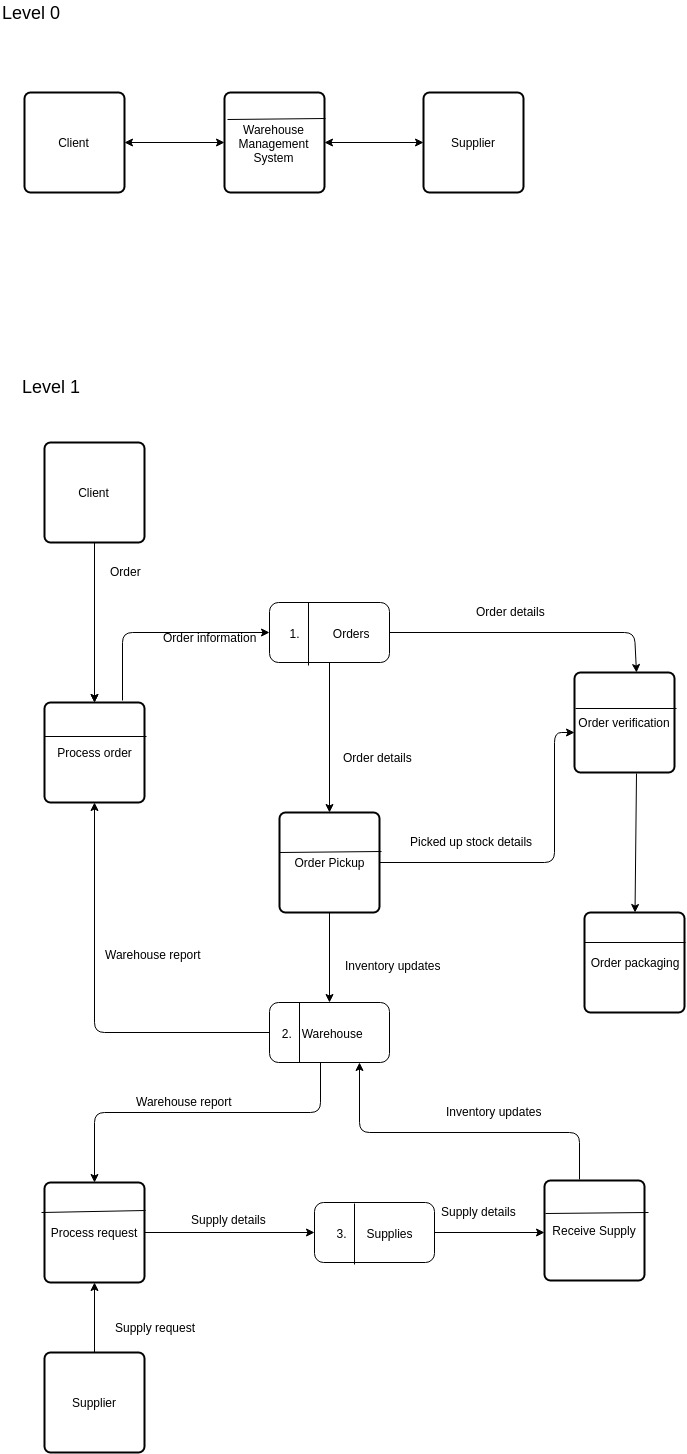 Level 0
Client
Warehouse
Management
System
Supplier
Level 1
Client
Order
Order information
1.
Orders
Order details
Process order
Order verification
Order details
Order Pickup
Picked up stock details
Warehouse report
Inventory updates
Order packaging
2.
Warehouse
Warehouse report
Inventory updates
Process request
Supply details
3.
Supplies
Supply details
Receive Supply
Supply request
Supplier